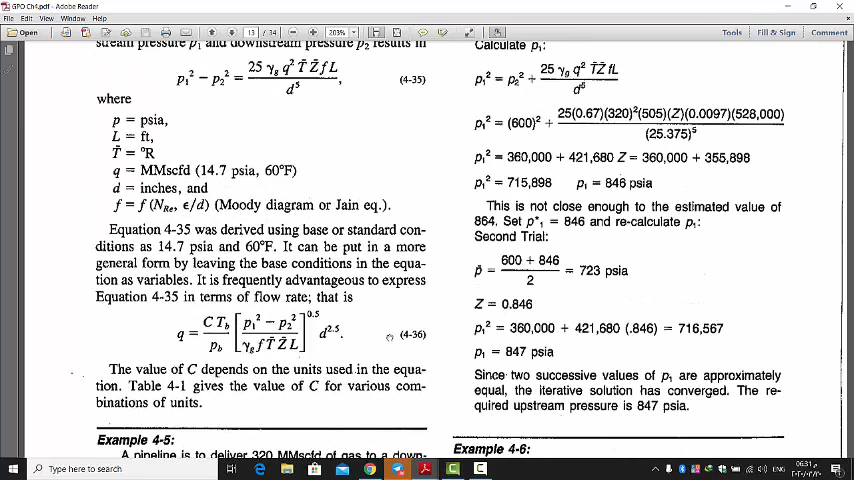 GPO Ch4.pdf - Adobe Reader
File Edit View Window Help
Open 13 / 34 203% Tools Fill & Sign Comment
stream pressure p₁ and downstream pressure p₂ results in
p₁² − p₂² = 25 γg q² T̄ Z̄ f L / d⁵, (4-35)
where
p = psia,
L = ft,
T̄ = °R
q = MMscfd (14.7 psia, 60°F)
d = inches, and
f = f (NRe, ϵ/d) (Moody diagram or Jain eq.).
Equation 4-35 was derived using base or standard con-
ditions as 14.7 psia and 60°F. It can be put in a more
general form by leaving the base conditions in the equa-
tion as variables. It is frequently advantageous to express
Equation 4-35 in terms of flow rate; that is
q = C Tb / pb [ p₁² − p₂² / γg f T̄ Z̄ L ]^0.5 d^2.5. (4-36)
The value of C depends on the units used in the equa-
tion. Table 4-1 gives the value of C for various com-
binations of units.
Example 4-5:
A pipeline is to deliver 320 MMscfd of gas to a down-
Calculate p₁:
p₁² = p₂² + 25 γg q² T̄Z̄ fL / d⁵
p₁² = (600)² + 25(0.67)(320)²(505)(Z)(0.0097)(528,000) / (25.375)⁵
p₁² = 360,000 + 421,680 Z = 360,000 + 355,898
p₁² = 715,898 p₁ = 846 psia
This is not close enough to the estimated value of
864. Set p*₁ = 846 and re-calculate p₁:
Second Trial:
p̄ = 600 + 846 / 2 = 723 psia
Z = 0.846
p₁² = 360,000 + 421,680 (.846) = 716,567
p₁ = 847 psia
Since two successive values of p₁ are approximately
equal, the iterative solution has converged. The re-
quired upstream pressure is 847 psia.
Example 4-6:
Type here to search
06:31 م